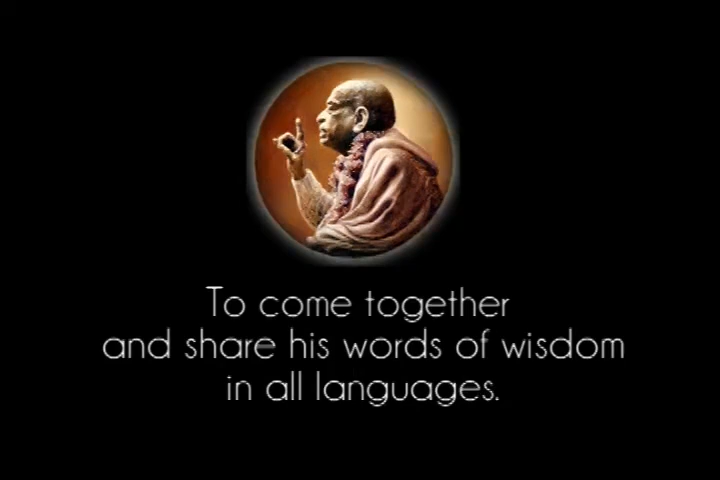 To come together
and share his words of wisdom
in all languages.